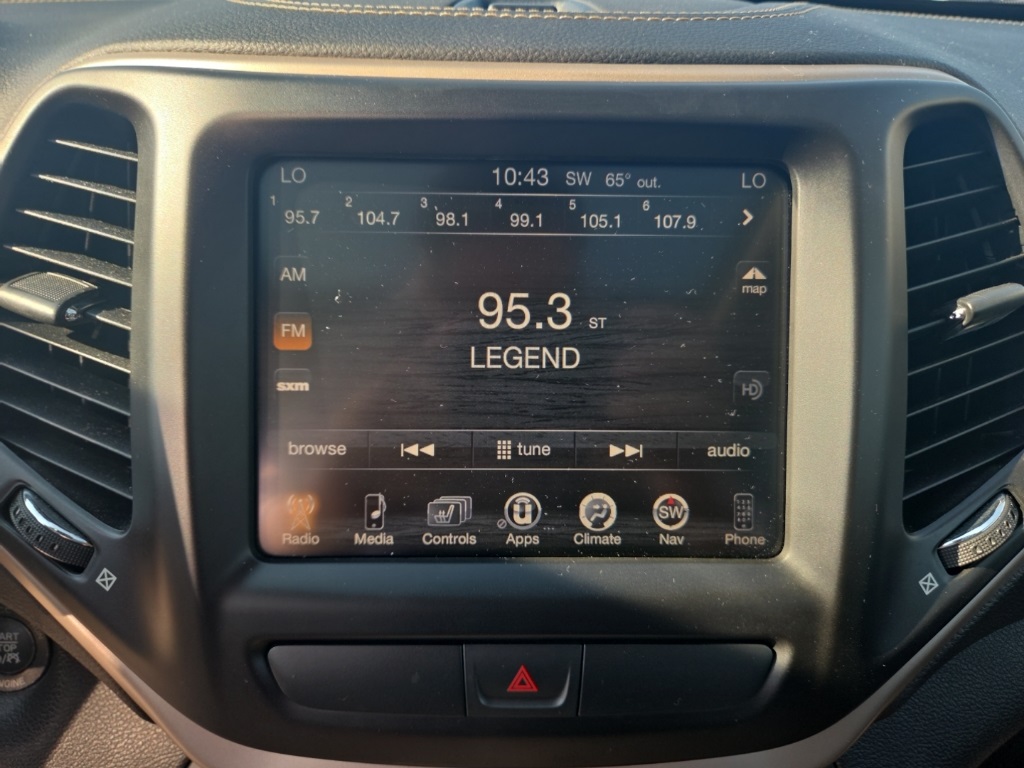 LO 10:43 SW 65° out. LO
1 95.7 2 104.7 3 98.1 4 99.1 5 105.1 6 107.9
AM
map
95.3 ST
FM
LEGEND
sxm
HD
browse tune audio
SW
Radio Media Controls Apps Climate Nav Phone